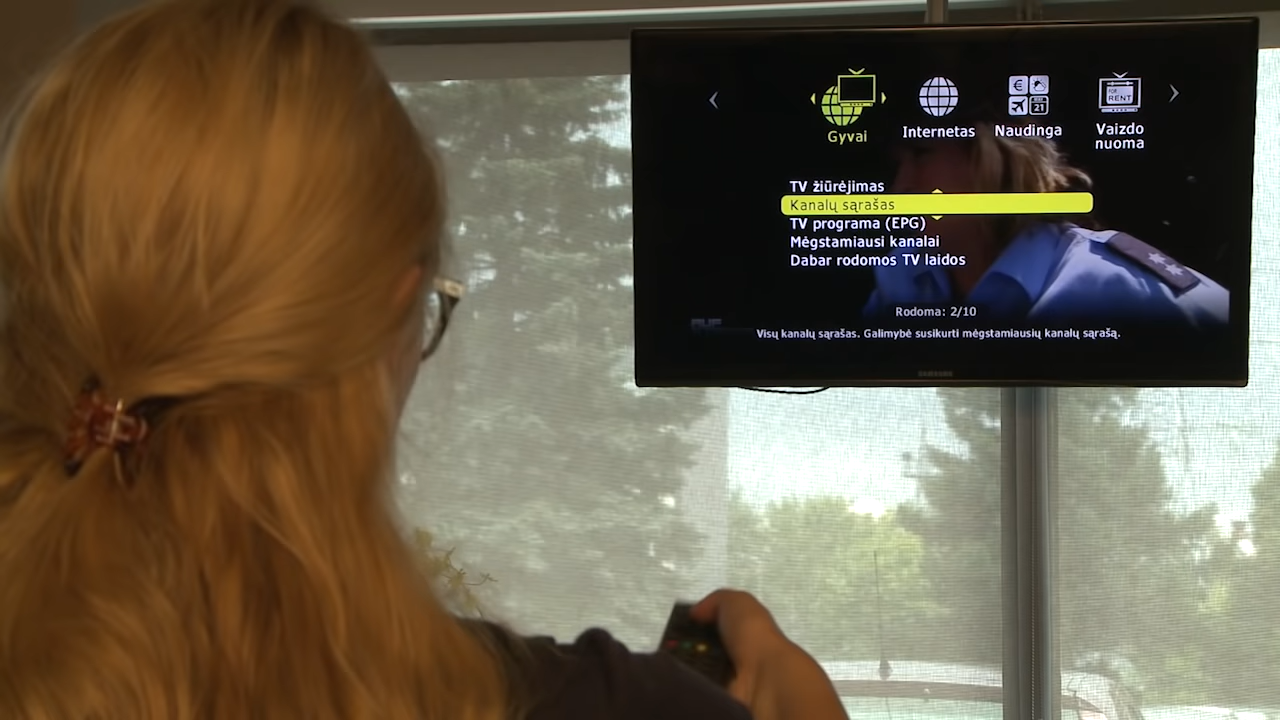 FOR
RENT
€
21
Gyvai
Internetas
Naudinga
Vaizdo
nuoma
TV žiūrėjimas
Kanalų sąrašas
TV programa (EPG)
Mėgstamiausi kanalai
Dabar rodomos TV laidos
Rodoma: 2/10
Visų kanalų sąrašas. Galimybė susikurti mėgstamiausių kanalų sąrašą.
SAMSUNG